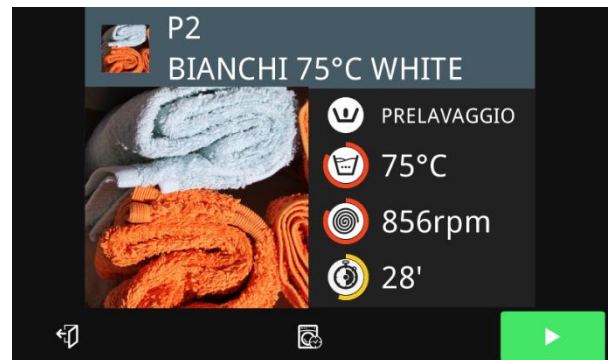 P2
BIANCHI 75°C WHITE
PRELAVAGGIO
75°C
856rpm
28'